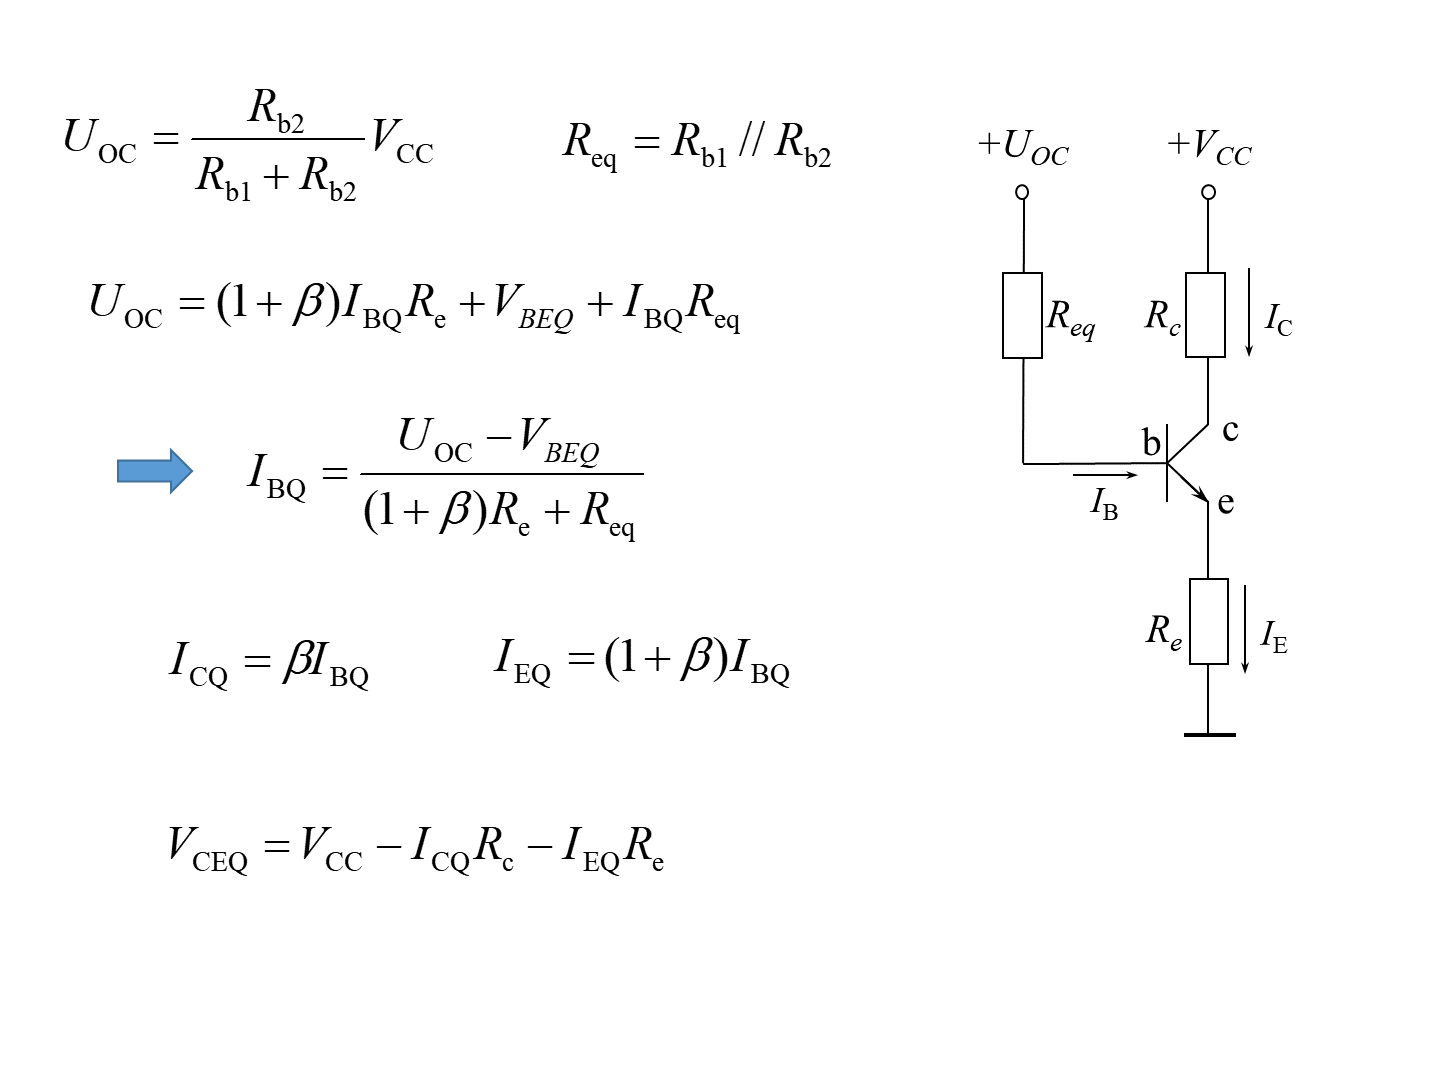 U_OC = R_b2 / (R_b1 + R_b2) V_CC    R_eq = R_b1 // R_b2
U_OC = (1 + β)I_BQ R_e + V_BEQ + I_BQ R_eq
I_BQ = (U_OC − V_BEQ) / ((1 + β)R_e + R_eq)
I_CQ = βI_BQ    I_EQ = (1 + β)I_BQ
V_CEQ = V_CC − I_CQ R_c − I_EQ R_e
+U_OC    +V_CC
R_eq    R_c    I_C
b    c
I_B    e
R_e    I_E